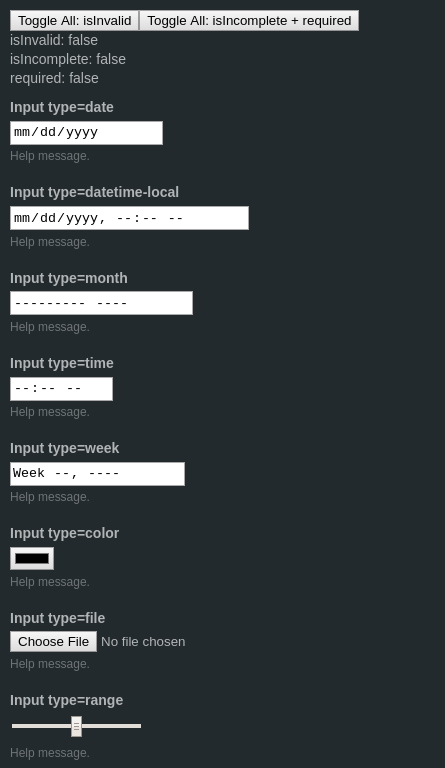 Toggle All: isInvalid Toggle All: isIncomplete + required
isInvalid: false
isIncomplete: false
required: false
Input type=date
mm/dd/yyyy
Help message.
Input type=datetime-local
mm/dd/yyyy, --:-- --
Help message.
Input type=month
--------- ----
Help message.
Input type=time
--:-- --
Help message.
Input type=week
Week --, ----
Help message.
Input type=color
Help message.
Input type=file
Choose File No file chosen
Help message.
Input type=range
Help message.